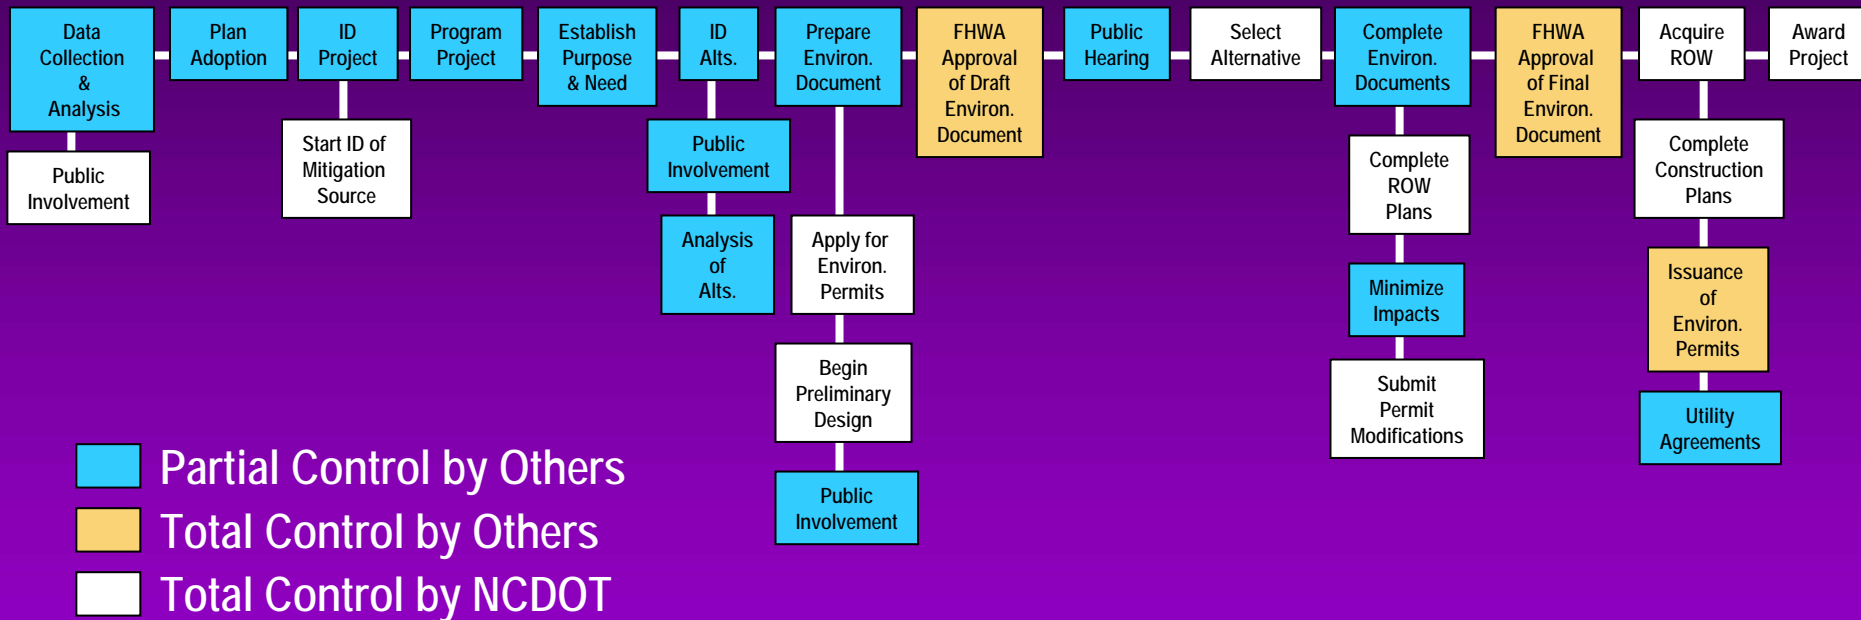 Data
Collection
&
Analysis
Plan
Adoption
ID
Project
Program
Project
Establish
Purpose
& Need
ID
Alts.
Prepare
Environ.
Document
FHWA
Approval
of Draft
Environ.
Document
Public
Hearing
Select
Alternative
Complete
Environ.
Documents
FHWA
Approval
of Final
Environ.
Document
Acquire
ROW
Award
Project
Public
Involvement
Start ID of
Mitigation
Source
Public
Involvement
Analysis
of
Alts.
Apply for
Environ.
Permits
Begin
Preliminary
Design
Public
Involvement
Complete
ROW
Plans
Minimize
Impacts
Submit
Permit
Modifications
Complete
Construction
Plans
Issuance
of
Environ.
Permits
Utility
Agreements
Partial Control by Others
Total Control by Others
Total Control by NCDOT